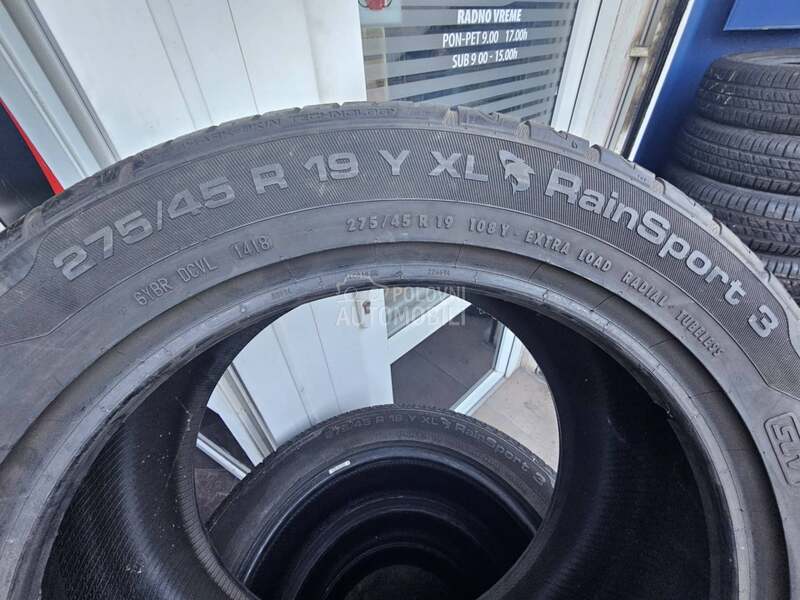 RADNO VREME
PON-PET 9.00 17.00h
SUB 9 00 - 15.00h
TECHNOLOGY
275/45 R 19 Y XL RainSport 3
6Y8R DCVL 1418
275/45 R 19 108Y - EXTRA LOAD RADIAL - TUBELESS
POLOVNI
AUTOMOBILI
275/45 R 19 Y XL RainSport 3